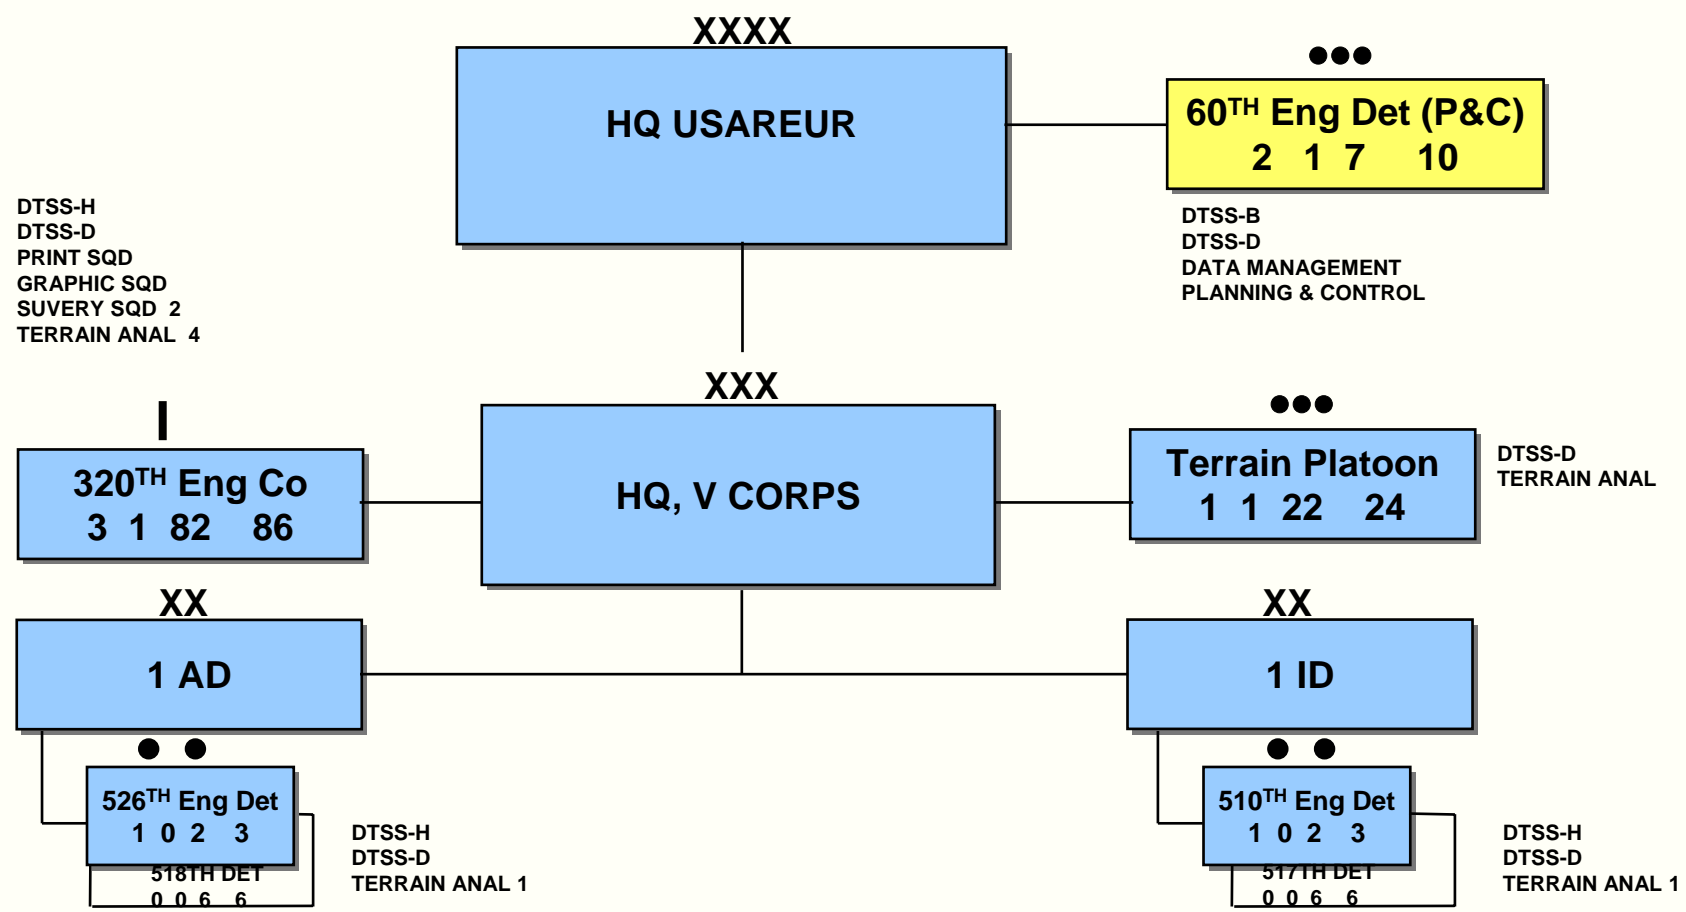 XXXX
HQ USAREUR
●●●
60TH Eng Det (P&C)
2 1 7 10
DTSS-B
DTSS-D
DATA MANAGEMENT
PLANNING & CONTROL
DTSS-H
DTSS-D
PRINT SQD
GRAPHIC SQD
SUVERY SQD 2
TERRAIN ANAL 4
I
320TH Eng Co
3 1 82 86
XXX
HQ, V CORPS
●●●
Terrain Platoon
1 1 22 24
DTSS-D
TERRAIN ANAL
XX
1 AD
XX
1 ID
● ●
526TH Eng Det
1 0 2 3
518TH DET
0 0 6 6
DTSS-H
DTSS-D
TERRAIN ANAL 1
● ●
510TH Eng Det
1 0 2 3
517TH DET
0 0 6 6
DTSS-H
DTSS-D
TERRAIN ANAL 1